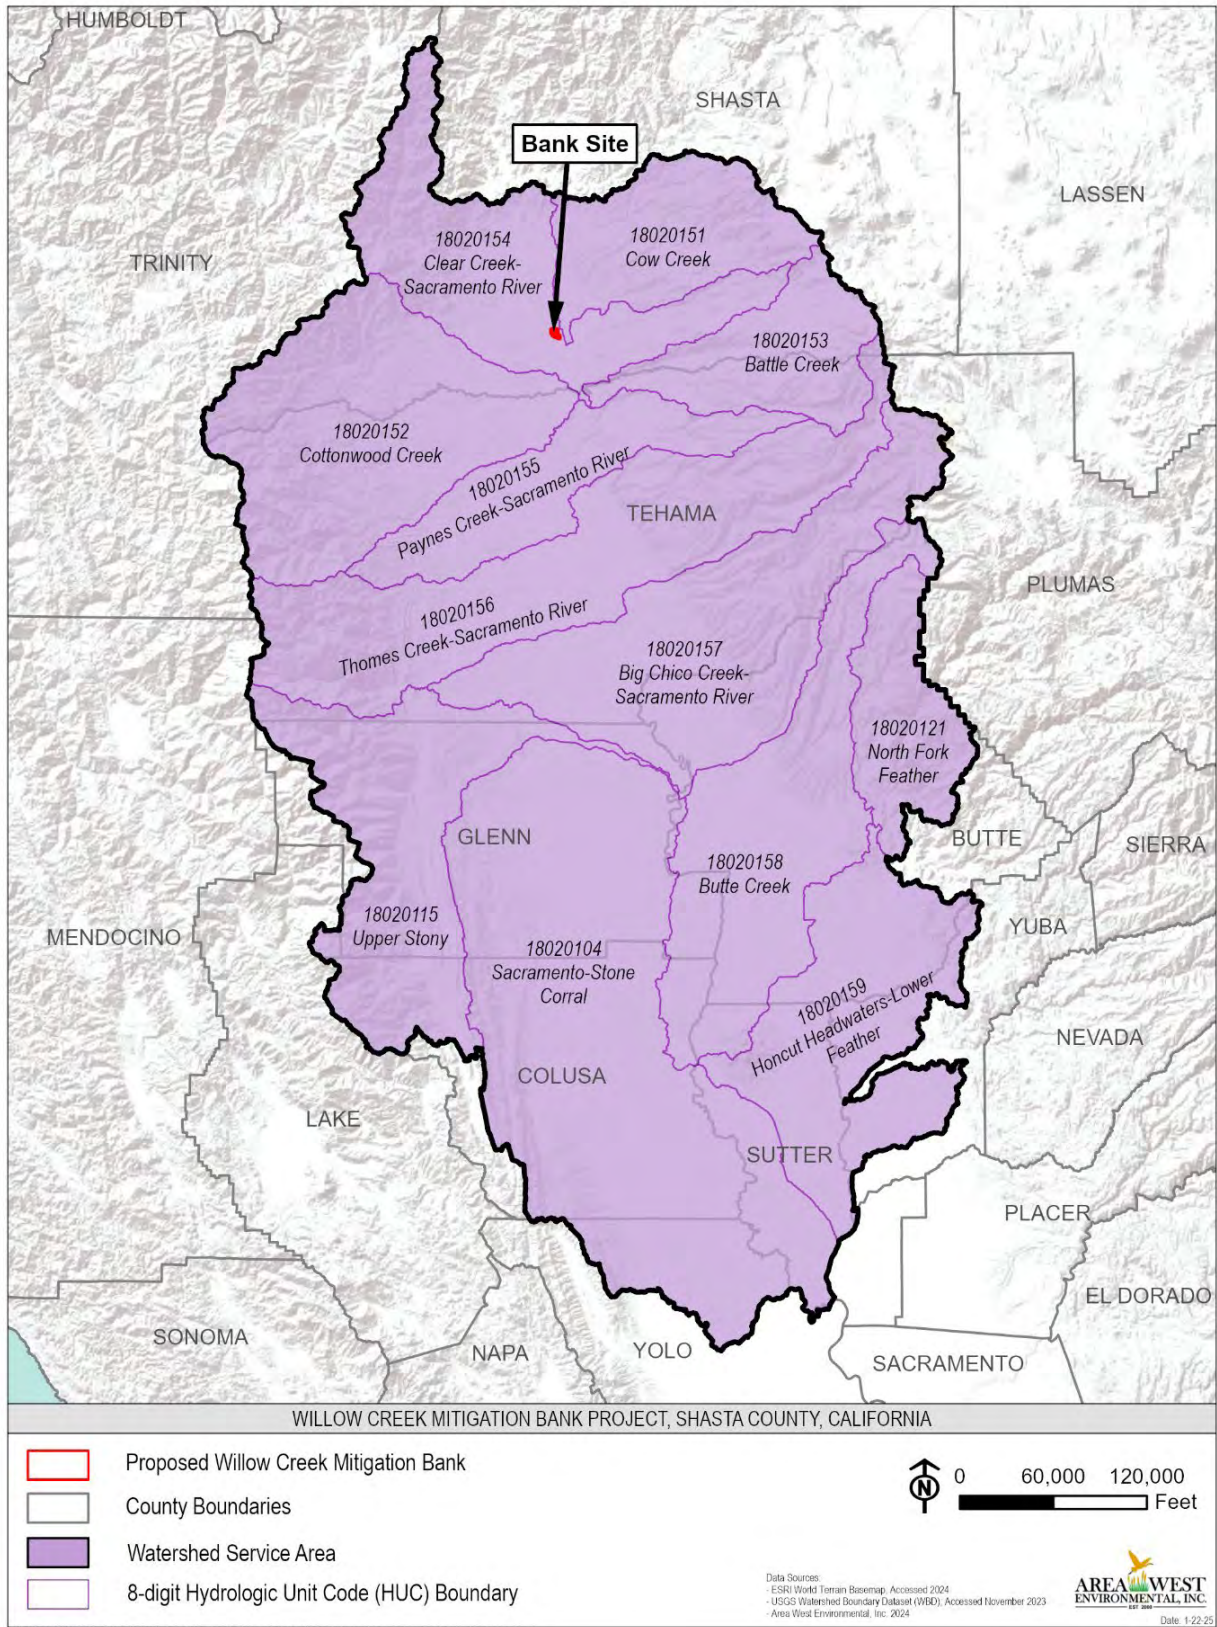 HUMBOLDT
SHASTA
Bank Site
LASSEN
TRINITY
18020154
Clear Creek-
Sacramento River
18020151
Cow Creek
18020153
Battle Creek
18020152
Cottonwood Creek
18020155
Paynes Creek-Sacramento River
TEHAMA
PLUMAS
18020156
Thomes Creek-Sacramento River
18020157
Big Chico Creek-
Sacramento River
18020121
North Fork
Feather
GLENN
BUTTE
SIERRA
18020158
Butte Creek
18020115
Upper Stony
MENDOCINO
YUBA
18020104
Sacramento-Stone
Corral
18020159
Honcut Headwaters-Lower
Feather
NEVADA
COLUSA
LAKE
SUTTER
PLACER
EL DORADO
SONOMA
NAPA
YOLO
SACRAMENTO
WILLOW CREEK MITIGATION BANK PROJECT, SHASTA COUNTY, CALIFORNIA
Proposed Willow Creek Mitigation Bank
County Boundaries
Watershed Service Area
8-digit Hydrologic Unit Code (HUC) Boundary
N
0 60,000 120,000
Feet
Data Sources:
- ESRI World Terrain Basemap, Accessed 2024
- USGS Watershed Boundary Dataset (WBD), Accessed November 2023
- Area West Environmental, Inc. 2024
AREA WEST
ENVIRONMENTAL, INC.
Date: 1-22-25